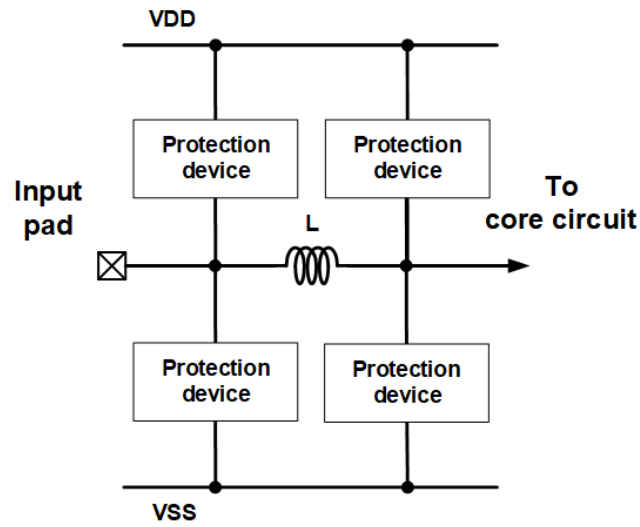 VDD
Protection
device
Protection
device
Input
pad
L
To
core circuit
Protection
device
Protection
device
VSS